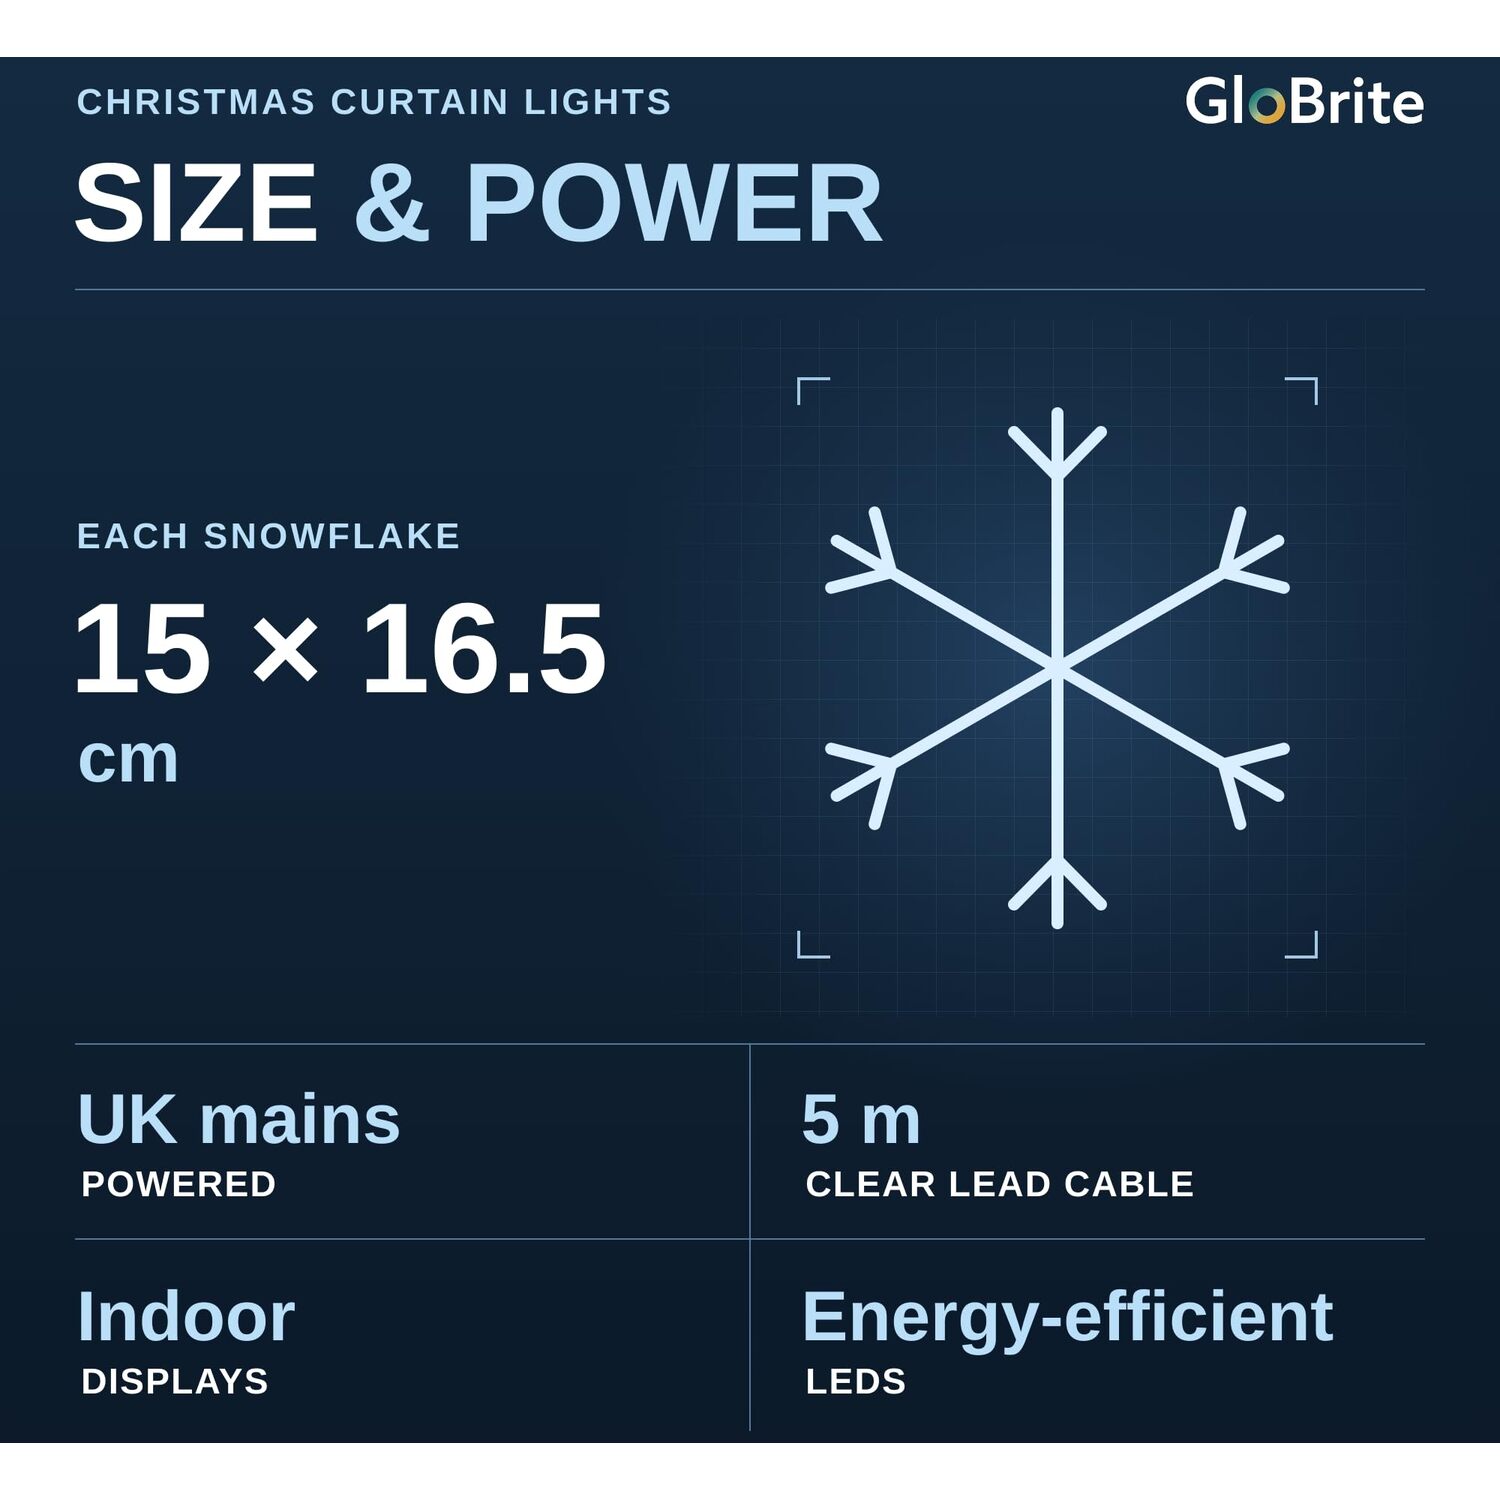 CHRISTMAS CURTAIN LIGHTS
GloBrite
SIZE & POWER
EACH SNOWFLAKE
15 × 16.5
cm
UK mains
POWERED
5 m
CLEAR LEAD CABLE
Indoor
DISPLAYS
Energy-efficient
LEDS